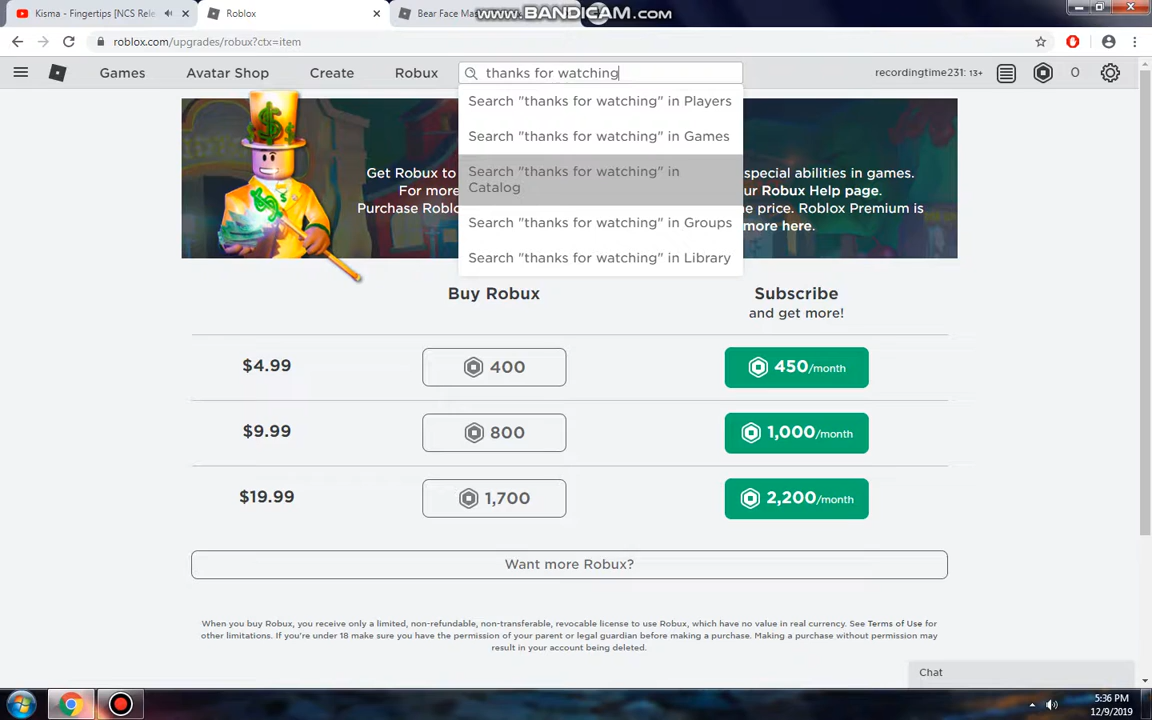 Kisma - Fingertips [NCS Rele
Roblox
Bear Face Mas
www.BANDICAM.com
roblox.com/upgrades/robux?ctx=item
Games
Avatar Shop
Create
Robux
thanks for watching
recordingtime231: 13+
0
Search "thanks for watching" in Players
Search "thanks for watching" in Games
Search "thanks for watching" in
Catalog
Search "thanks for watching" in Groups
Search "thanks for watching" in Library
Get Robux to
For more
Purchase Roblo
special abilities in games.
ur Robux Help page.
e price. Roblox Premium is
more here.
Buy Robux
Subscribe
and get more!
$4.99
400
450/month
$9.99
800
1,000/month
$19.99
1,700
2,200/month
Want more Robux?
When you buy Robux, you receive only a limited, non-refundable, non-transferable, revocable license to use Robux, which have no value in real currency. See Terms of Use for
other limitations. If you're under 18 make sure you have the permission of your parent or legal guardian before making a purchase. Making a purchase without permission may
result in your account being deleted.
Chat
5:36 PM
12/9/2019